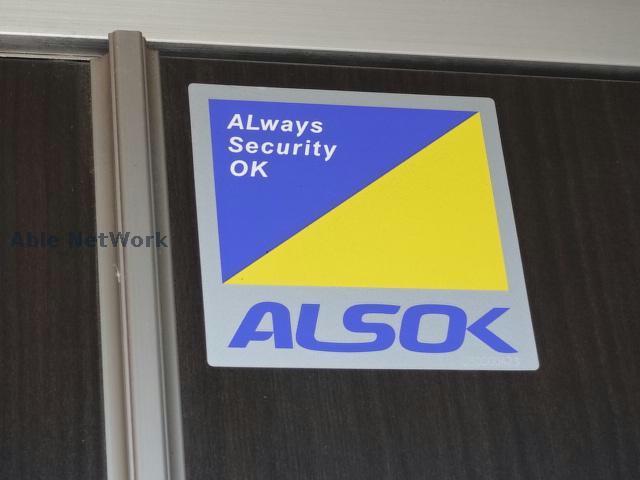 ALways
Security
OK
Able NetWork
ALSOK